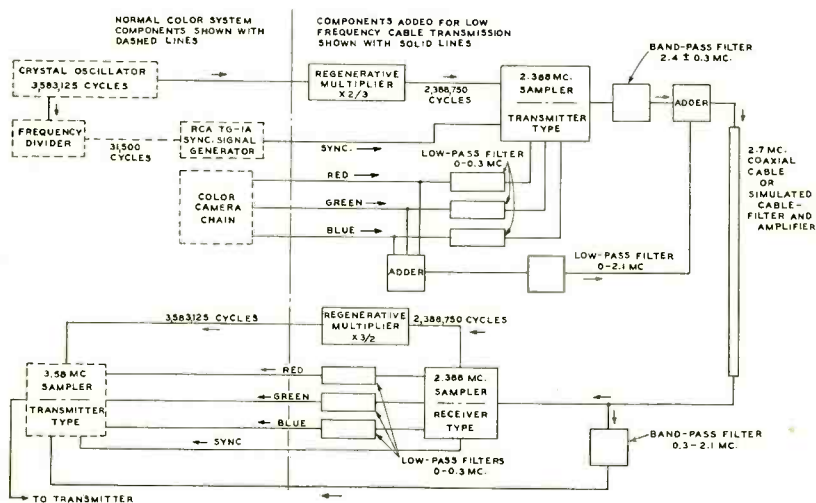 NORMAL COLOR SYSTEM
COMPONENTS SHOWN WITH
DASHED LINES
COMPONENTS ADDED FOR LOW
FREQUENCY CABLE TRANSMISSION
SHOWN WITH SOLID LINES
BAND-PASS FILTER
2.4 ± 0.3 MC.
CRYSTAL OSCILLATOR
3,583,125 CYCLES
REGENERATIVE
MULTIPLIER
X 2/3
2,388,750
CYCLES
2.388 MC.
SAMPLER
TRANSMITTER
TYPE
ADDER
FREQUENCY
DIVIDER
31,500
CYCLES
RCA TG-1A
SYNC. SIGNAL
GENERATOR
SYNC.
LOW-PASS FILTER
0-0.3 MC.
2.7 MC.
COAXIAL
CABLE
OR
SIMULATED
CABLE-
FILTER AND
AMPLIFIER
COLOR
CAMERA
CHAIN
RED
GREEN
BLUE
ADDER
LOW-PASS FILTER
0-2.1 MC
3,583,125 CYCLES
REGENERATIVE
MULTIPLIER
X 3/2
2,388,750 CYCLES
3.58 MC
SAMPLER
TRANSMITTER
TYPE
RED
GREEN
BLUE
SYNC
2.388 MC.
SAMPLER
RECEIVER
TYPE
LOW-PASS FILTERS
0-0.3 MC.
BAND-PASS FILTER
0.3-2.1 MC.
TO TRANSMITTER